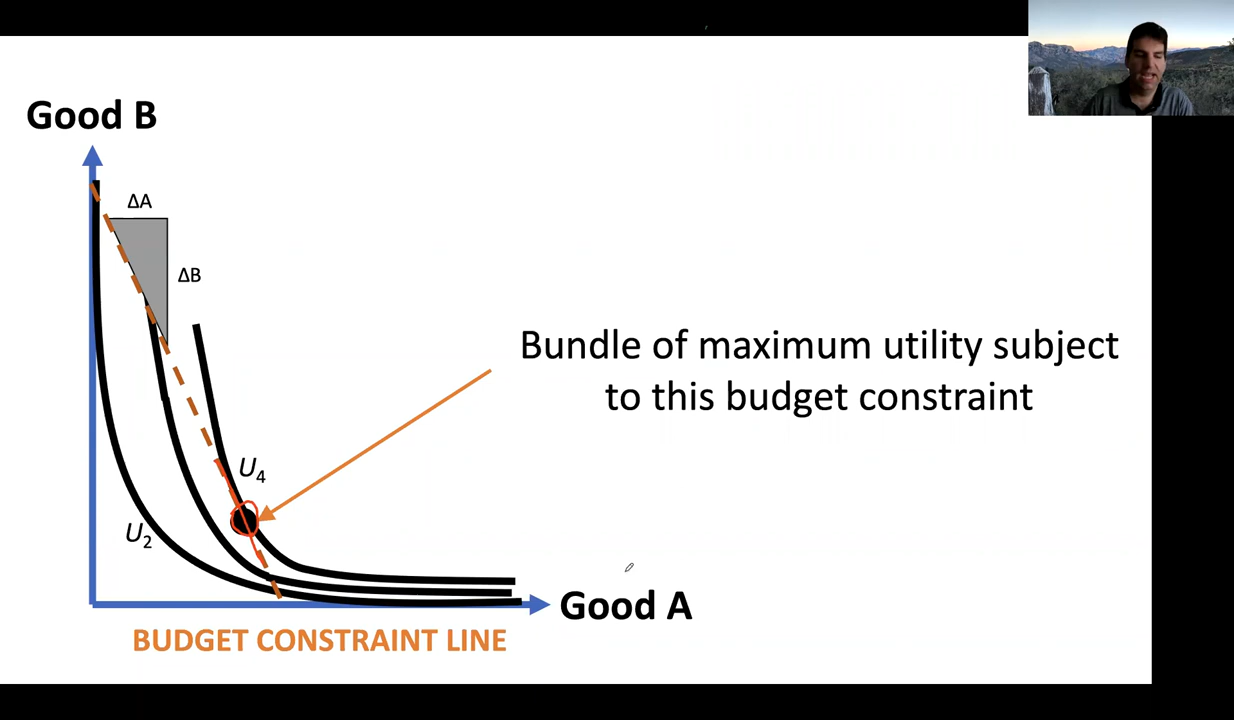 Good B
ΔA
ΔB
Bundle of maximum utility subject
to this budget constraint
U4
U2
Good A
BUDGET CONSTRAINT LINE